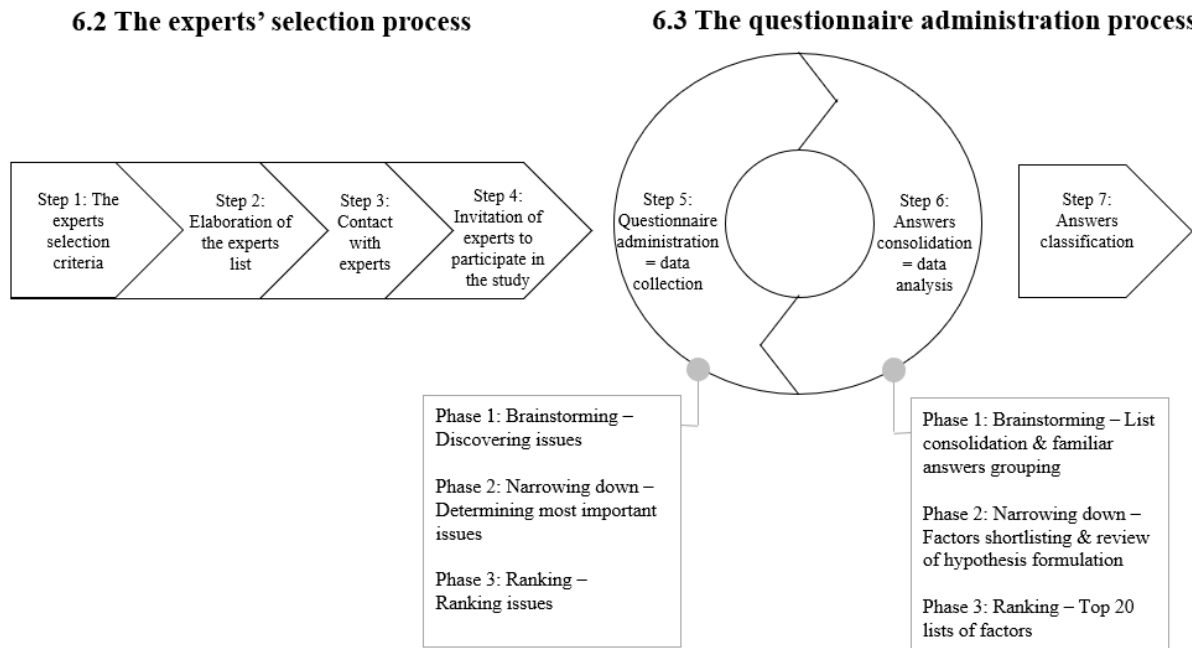 6.2 The experts’ selection process
6.3 The questionnaire administration process
Step 1: The
experts
selection
criteria
Step 2:
Elaboration of
the experts
list
Step 3:
Contact
with
experts
Step 4:
Invitation of
experts to
participate in
the study
Step 5:
Questionnaire
administration
= data
collection
Step 6:
Answers
consolidation
= data
analysis
Step 7:
Answers
classification
Phase 1: Brainstorming –
Discovering issues
Phase 2: Narrowing down –
Determining most important
issues
Phase 3: Ranking –
Ranking issues
Phase 1: Brainstorming – List
consolidation & familiar
answers grouping
Phase 2: Narrowing down –
Factors shortlisting & review
of hypothesis formulation
Phase 3: Ranking – Top 20
lists of factors